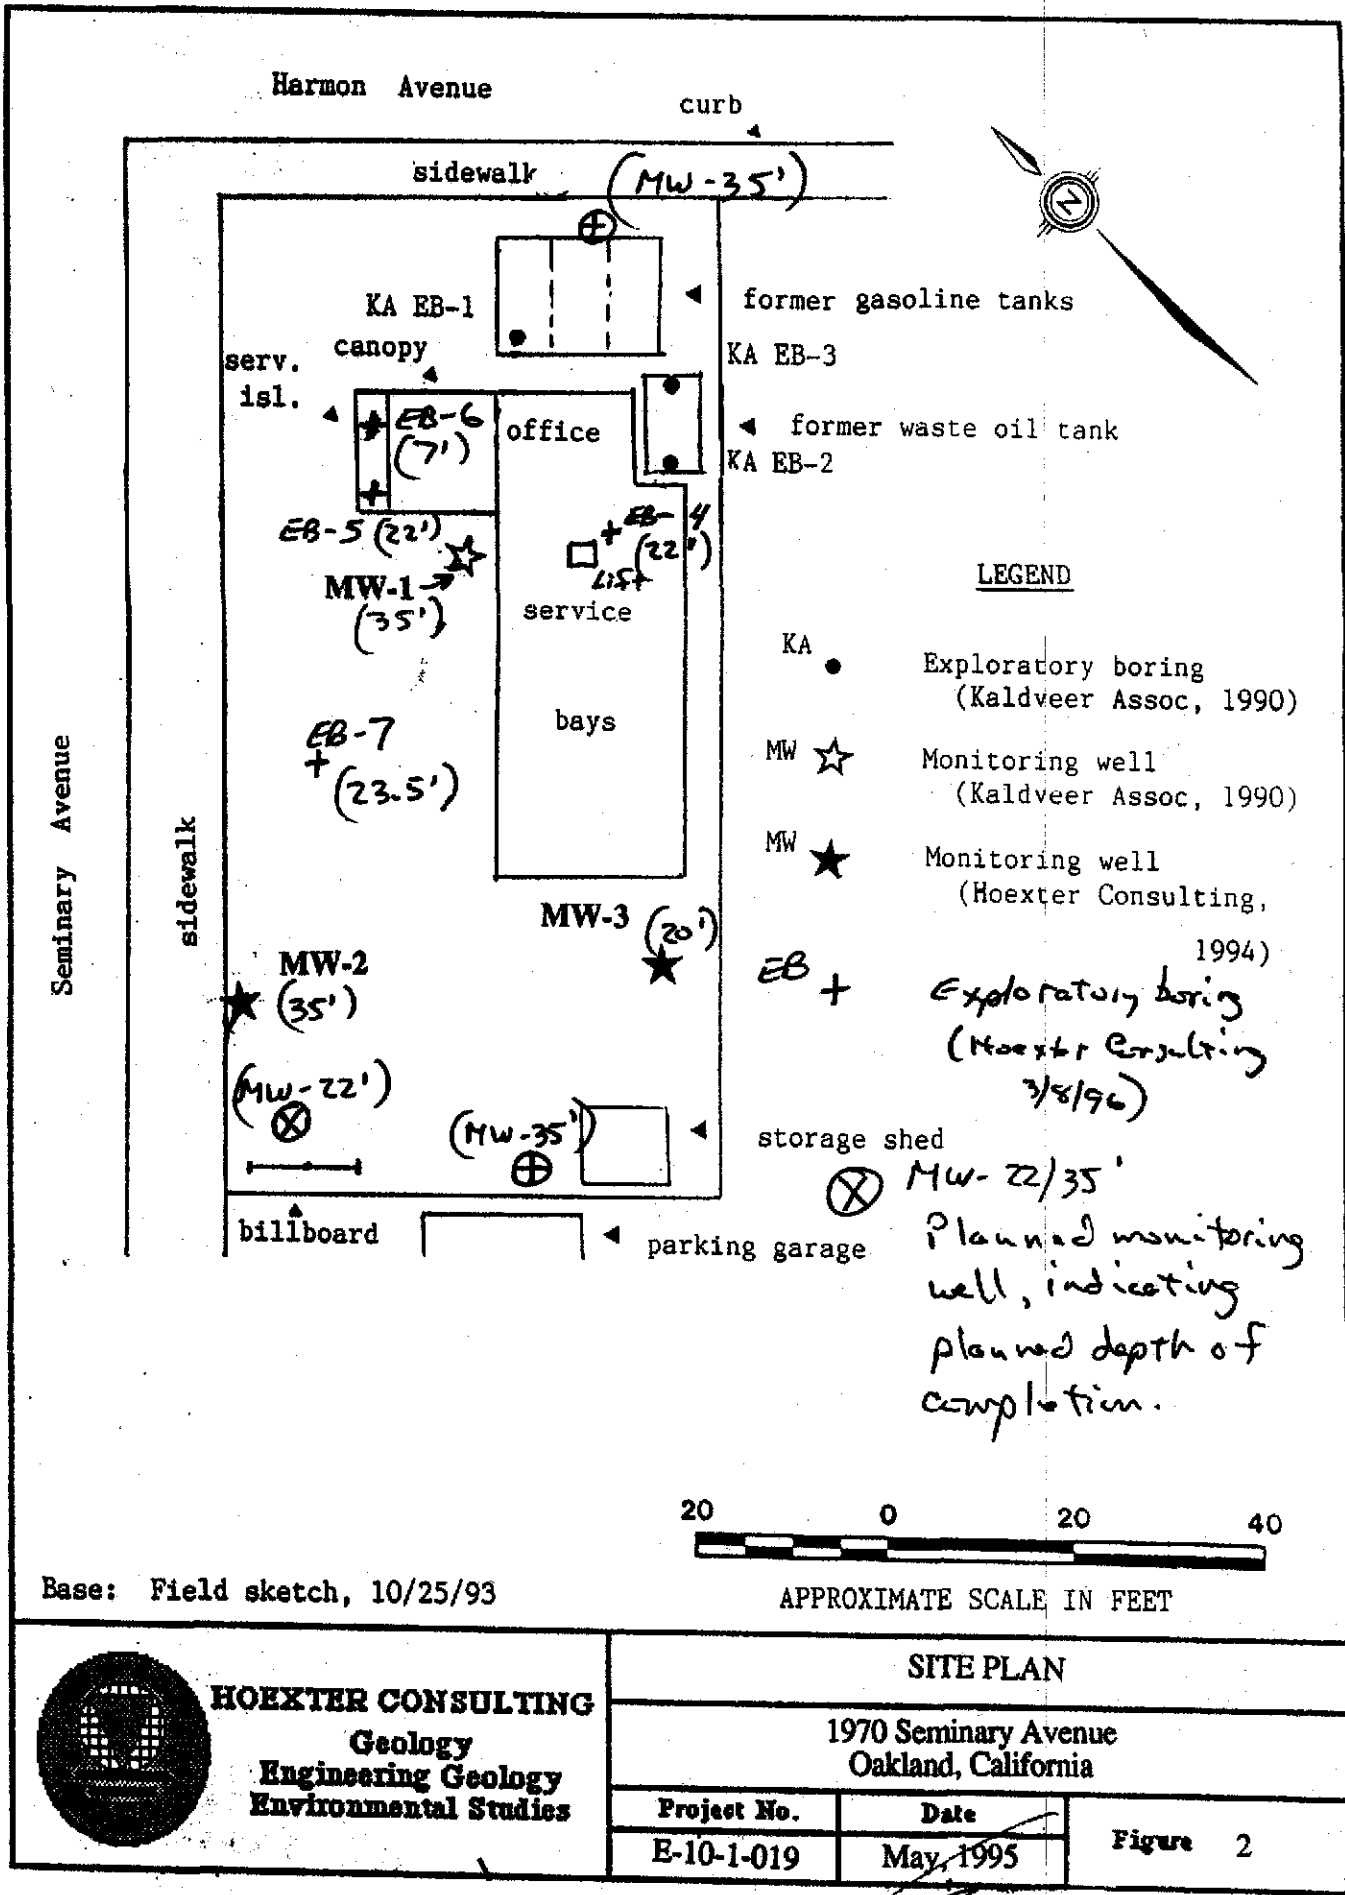 Harmon Avenue
curb
sidewalk
(MW-35')
N
KA EB-1
former gasoline tanks
canopy
KA EB-3
serv.
isl.
EB-6
(7')
office
former waste oil tank
KA EB-2
EB-5 (22')
EB-4
(22')
Lift
MW-1
(35')
service
bays
EB-7
(23.5')
Seminary Avenue
sidewalk
MW-3
(20')
MW-2
(35')
(MW-22')
(MW-35')
storage shed
billboard
parking garage
LEGEND
KA
Exploratory boring
(Kaldveer Assoc, 1990)
MW
Monitoring well
(Kaldveer Assoc, 1990)
MW
Monitoring well
(Hoexter Consulting,
1994)
EB
Exploratory boring
(Hoexter Consulting
3/8/96)
MW-22/35'
Planned monitoring
well, indicating
planned depth of
completion.
20 0 20 40
APPROXIMATE SCALE IN FEET
Base: Field sketch, 10/25/93
HOEXTER CONSULTING
Geology
Engineering Geology
Environmental Studies
SITE PLAN
1970 Seminary Avenue
Oakland, California
Project No.
E-10-1-019
Date
May, 1995
Figure 2